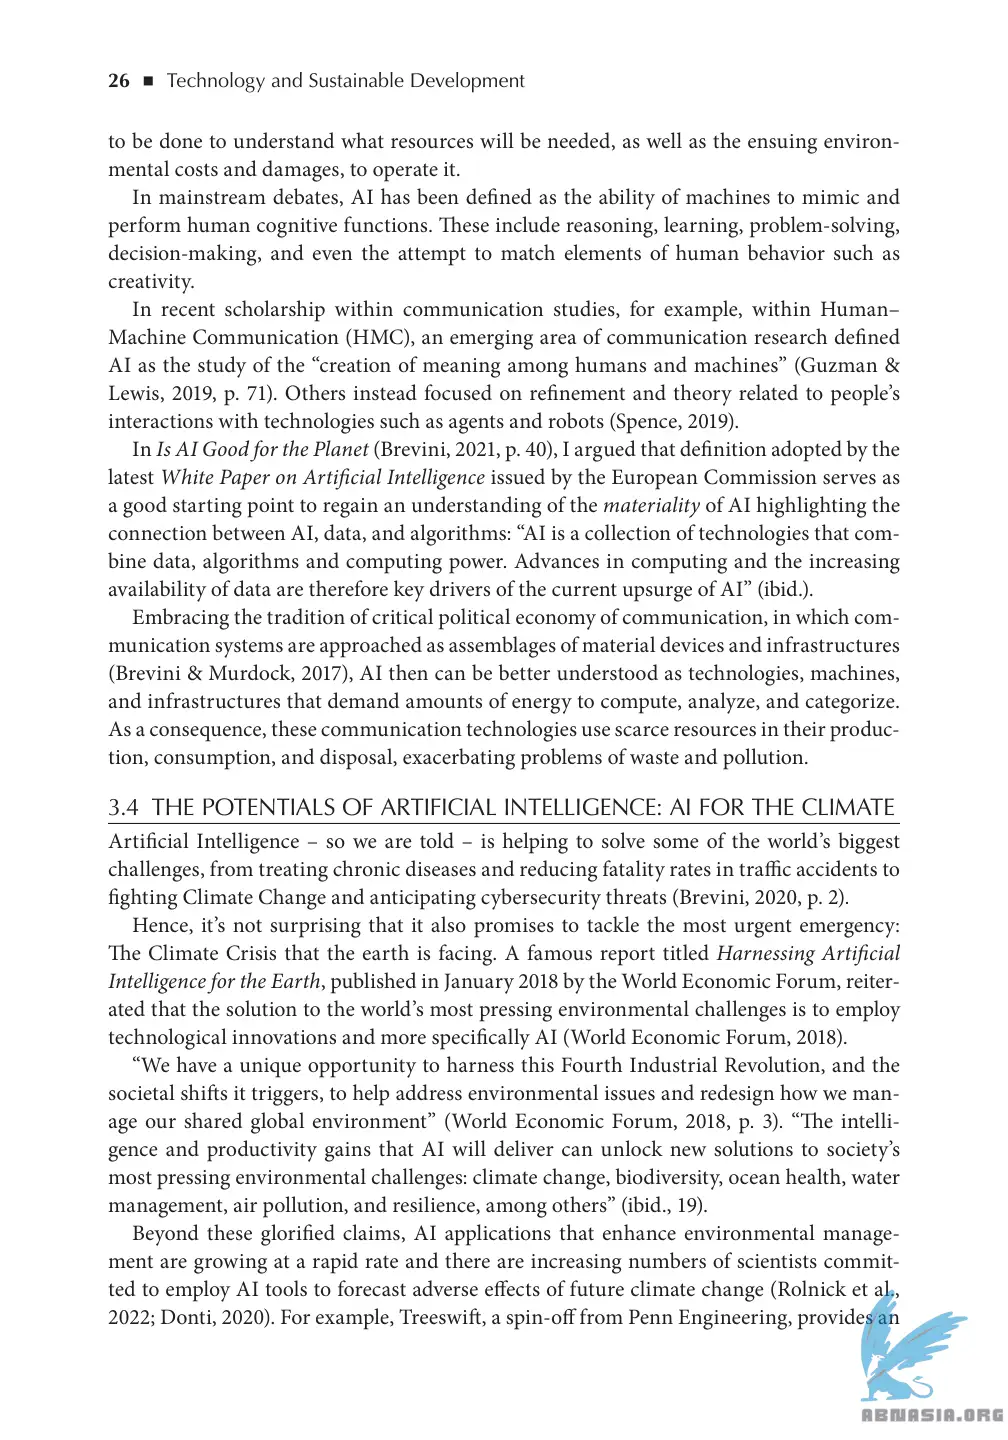 26 ■ Technology and Sustainable Development
to be done to understand what resources will be needed, as well as the ensuing environ-
mental costs and damages, to operate it.
In mainstream debates, AI has been defined as the ability of machines to mimic and
perform human cognitive functions. These include reasoning, learning, problem-solving,
decision-making, and even the attempt to match elements of human behavior such as
creativity.
In recent scholarship within communication studies, for example, within Human–
Machine Communication (HMC), an emerging area of communication research defined
AI as the study of the “creation of meaning among humans and machines” (Guzman &
Lewis, 2019, p. 71). Others instead focused on refinement and theory related to people’s
interactions with technologies such as agents and robots (Spence, 2019).
In Is AI Good for the Planet (Brevini, 2021, p. 40), I argued that definition adopted by the
latest White Paper on Artificial Intelligence issued by the European Commission serves as
a good starting point to regain an understanding of the materiality of AI highlighting the
connection between AI, data, and algorithms: “AI is a collection of technologies that com-
bine data, algorithms and computing power. Advances in computing and the increasing
availability of data are therefore key drivers of the current upsurge of AI” (ibid.).
Embracing the tradition of critical political economy of communication, in which com-
munication systems are approached as assemblages of material devices and infrastructures
(Brevini & Murdock, 2017), AI then can be better understood as technologies, machines,
and infrastructures that demand amounts of energy to compute, analyze, and categorize.
As a consequence, these communication technologies use scarce resources in their produc-
tion, consumption, and disposal, exacerbating problems of waste and pollution.
3.4 THE POTENTIALS OF ARTIFICIAL INTELLIGENCE: AI FOR THE CLIMATE
Artificial Intelligence – so we are told – is helping to solve some of the world’s biggest
challenges, from treating chronic diseases and reducing fatality rates in traffic accidents to
fighting Climate Change and anticipating cybersecurity threats (Brevini, 2020, p. 2).
Hence, it’s not surprising that it also promises to tackle the most urgent emergency:
The Climate Crisis that the earth is facing. A famous report titled Harnessing Artificial
Intelligence for the Earth, published in January 2018 by the World Economic Forum, reiter-
ated that the solution to the world’s most pressing environmental challenges is to employ
technological innovations and more specifically AI (World Economic Forum, 2018).
“We have a unique opportunity to harness this Fourth Industrial Revolution, and the
societal shifts it triggers, to help address environmental issues and redesign how we man-
age our shared global environment” (World Economic Forum, 2018, p. 3). “The intelli-
gence and productivity gains that AI will deliver can unlock new solutions to society’s
most pressing environmental challenges: climate change, biodiversity, ocean health, water
management, air pollution, and resilience, among others” (ibid., 19).
Beyond these glorified claims, AI applications that enhance environmental manage-
ment are growing at a rapid rate and there are increasing numbers of scientists commit-
ted to employ AI tools to forecast adverse effects of future climate change (Rolnick et al.,
2022; Donti, 2020). For example, Treeswift, a spin-off from Penn Engineering, provides an
ABNASIA.ORG